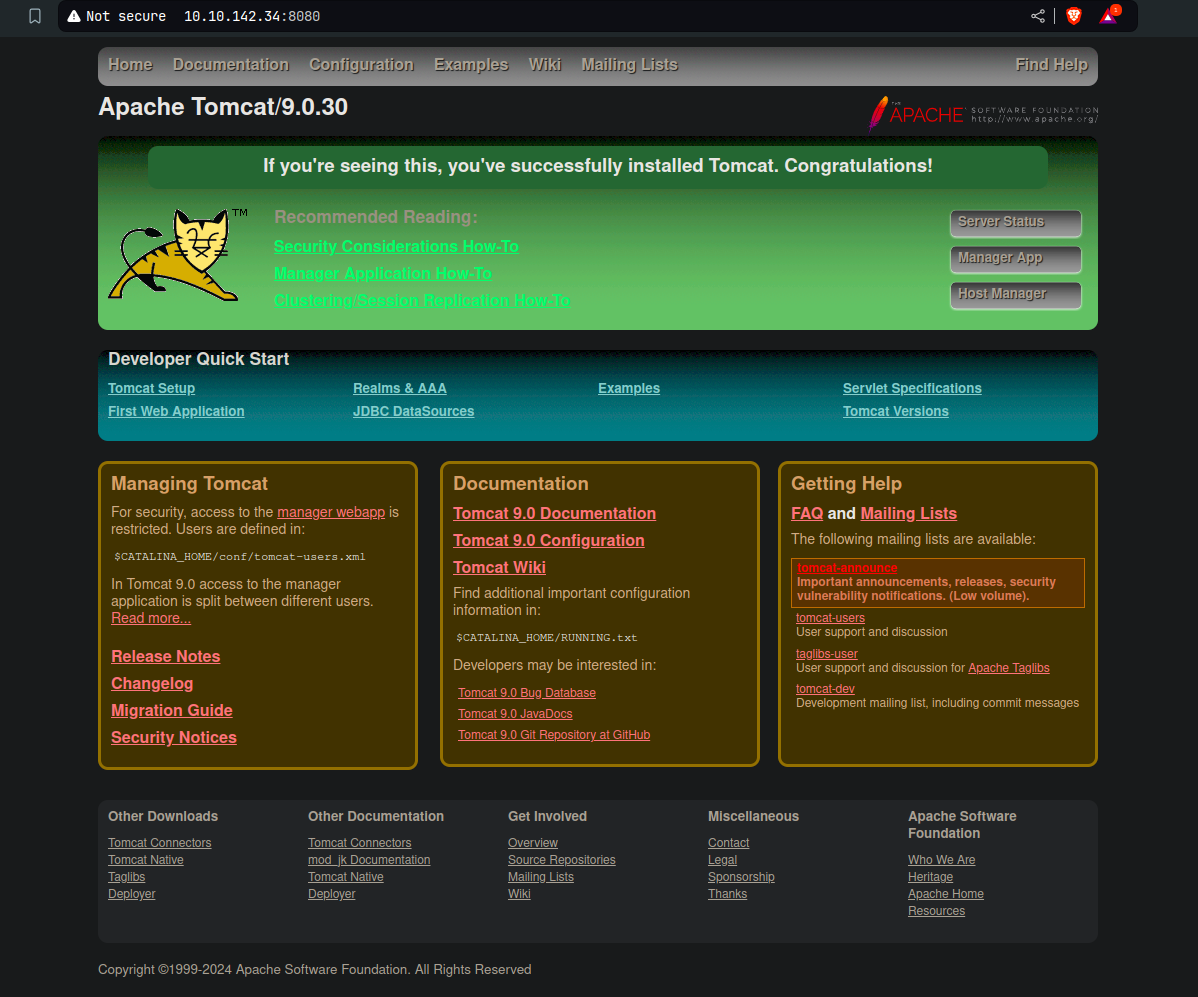 Not secure 10.10.142.34:8080
1
Home Documentation Configuration Examples Wiki Mailing Lists Find Help
Apache Tomcat/9.0.30
THE APACHE SOFTWARE FOUNDATION
http://www.apache.org/
If you're seeing this, you've successfully installed Tomcat. Congratulations!
TM
Recommended Reading:
Security Considerations How-To
Manager Application How-To
Clustering/Session Replication How-To
Server Status
Manager App
Host Manager
Developer Quick Start
Tomcat Setup
First Web Application
Realms & AAA
JDBC DataSources
Examples
Servlet Specifications
Tomcat Versions
Managing Tomcat
For security, access to the manager webapp is
restricted. Users are defined in:
$CATALINA_HOME/conf/tomcat-users.xml
In Tomcat 9.0 access to the manager
application is split between different users.
Read more...
Release Notes
Changelog
Migration Guide
Security Notices
Documentation
Tomcat 9.0 Documentation
Tomcat 9.0 Configuration
Tomcat Wiki
Find additional important configuration
information in:
$CATALINA_HOME/RUNNING.txt
Developers may be interested in:
Tomcat 9.0 Bug Database
Tomcat 9.0 JavaDocs
Tomcat 9.0 Git Repository at GitHub
Getting Help
FAQ and Mailing Lists
The following mailing lists are available:
tomcat-announce
Important announcements, releases, security
vulnerability notifications. (Low volume).
tomcat-users
User support and discussion
taglibs-user
User support and discussion for Apache Taglibs
tomcat-dev
Development mailing list, including commit messages
Other Downloads
Tomcat Connectors
Tomcat Native
Taglibs
Deployer
Other Documentation
Tomcat Connectors
mod_jk Documentation
Tomcat Native
Deployer
Get Involved
Overview
Source Repositories
Mailing Lists
Wiki
Miscellaneous
Contact
Legal
Sponsorship
Thanks
Apache Software
Foundation
Who We Are
Heritage
Apache Home
Resources
Copyright ©1999-2024 Apache Software Foundation. All Rights Reserved